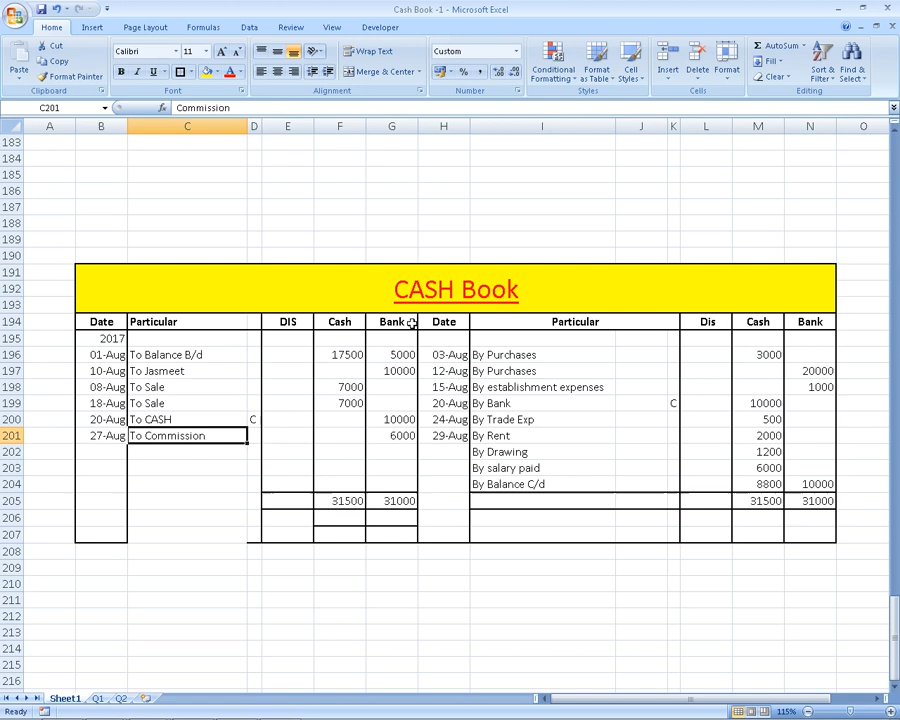 Cash Book -1 - Microsoft Excel
Home Insert Page Layout Formulas Data Review View Developer
Paste Cut Calibri 11 Wrap Text Custom Conditional Formatting Format as Table Cell Styles Insert Delete Format AutoSum Sort & Filter Find & Select
Copy Fill
Format Painter B I U Merge & Center % , Clear
Clipboard Font Alignment Number Styles Cells Editing
C201 fx Commission
A B C D E F G H I J K L M N O
183
184
185
186
187
188
189
190
191
192 CASH Book
193
194 Date Particular DIS Cash Bank Date Particular Dis Cash Bank
195 2017
196 01-Aug To Balance B/d 17500 5000 03-Aug By Purchases 3000
197 10-Aug To Jasmeet 10000 12-Aug By Purchases 20000
198 08-Aug To Sale 7000 15-Aug By establishment expenses 1000
199 18-Aug To Sale 7000 20-Aug By Bank C 10000
200 20-Aug To CASH C 10000 24-Aug By Trade Exp 500
201 27-Aug To Commission 6000 29-Aug By Rent 2000
202 By Drawing 1200
203 By salary paid 6000
204 By Balance C/d 8800 10000
205 31500 31000 31500 31000
206
207
208
209
210
211
212
213
214
215
216
Sheet1 Q1 Q2
Ready 115%